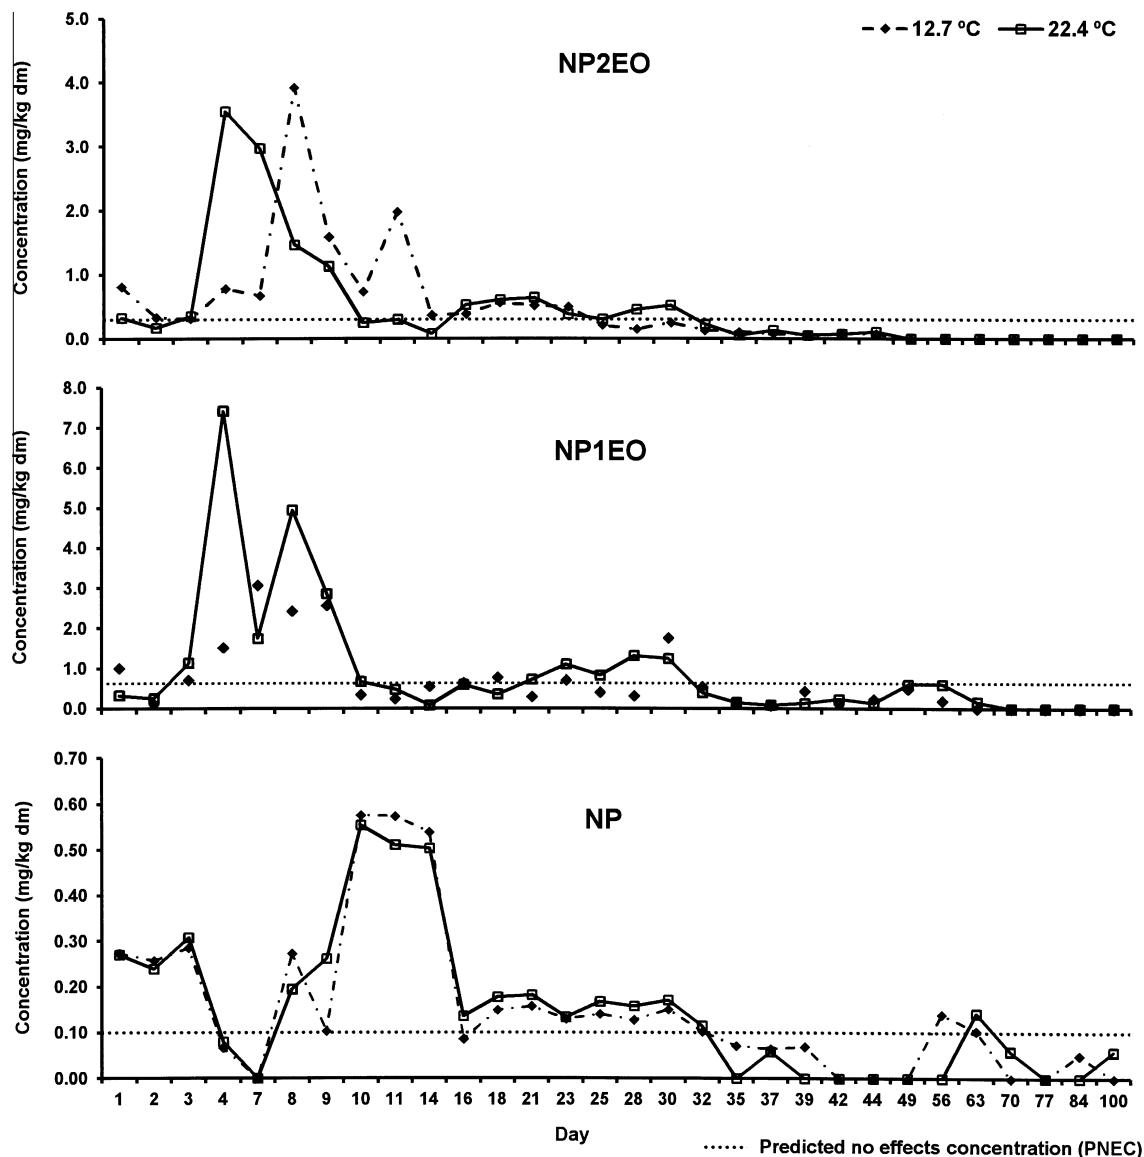 12.7 ºC 22.4 ºC
NP2EO
Concentration (mg/kg dm)
5.0
4.0
3.0
2.0
1.0
0.0
NP1EO
Concentration (mg/kg dm)
8.0
7.0
6.0
5.0
4.0
3.0
2.0
1.0
0.0
NP
Concentration (mg/kg dm)
0.70
0.60
0.50
0.40
0.30
0.20
0.10
0.00
1 2 3 4 7 8 9 10 11 14 16 18 21 23 25 28 30 32 35 37 39 42 44 49 56 63 70 77 84 100
Day
Predicted no effects concentration (PNEC)